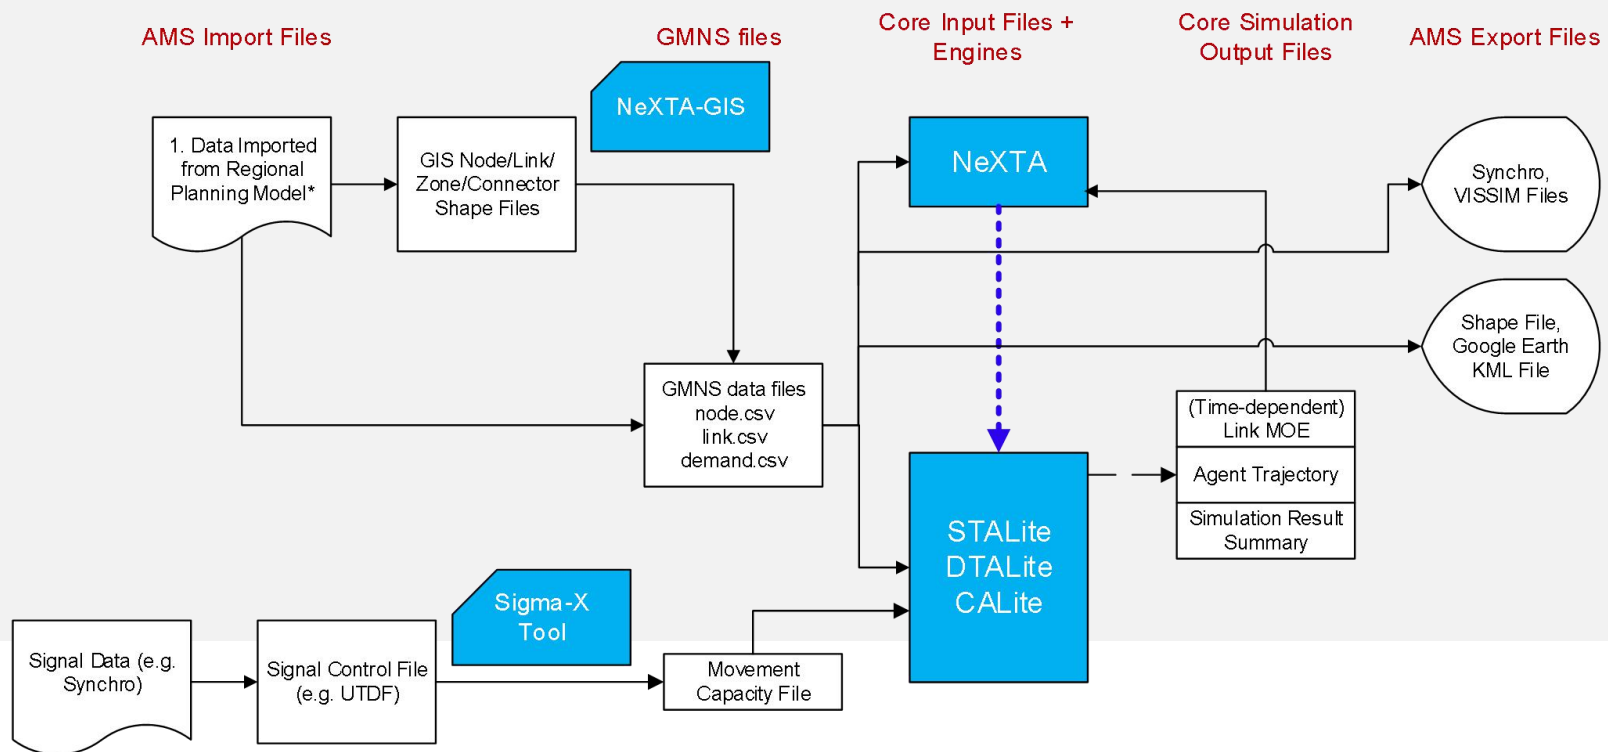 AMS Import Files
GMNS files
Core Input Files +
Engines
Core Simulation
Output Files
AMS Export Files
NeXTA-GIS
1. Data Imported
from Regional
Planning Model*
GIS Node/Link/
Zone/Connector
Shape Files
NeXTA
Synchro,
VISSIM Files
Shape File,
Google Earth
KML File
GMNS data files
node.csv
link.csv
demand.csv
(Time-dependent)
Link MOE
Agent Trajectory
Simulation Result
Summary
STALite
DTALite
CALite
Sigma-X
Tool
Signal Data (e.g.
Synchro)
Signal Control File
(e.g. UTDF)
Movement
Capacity File